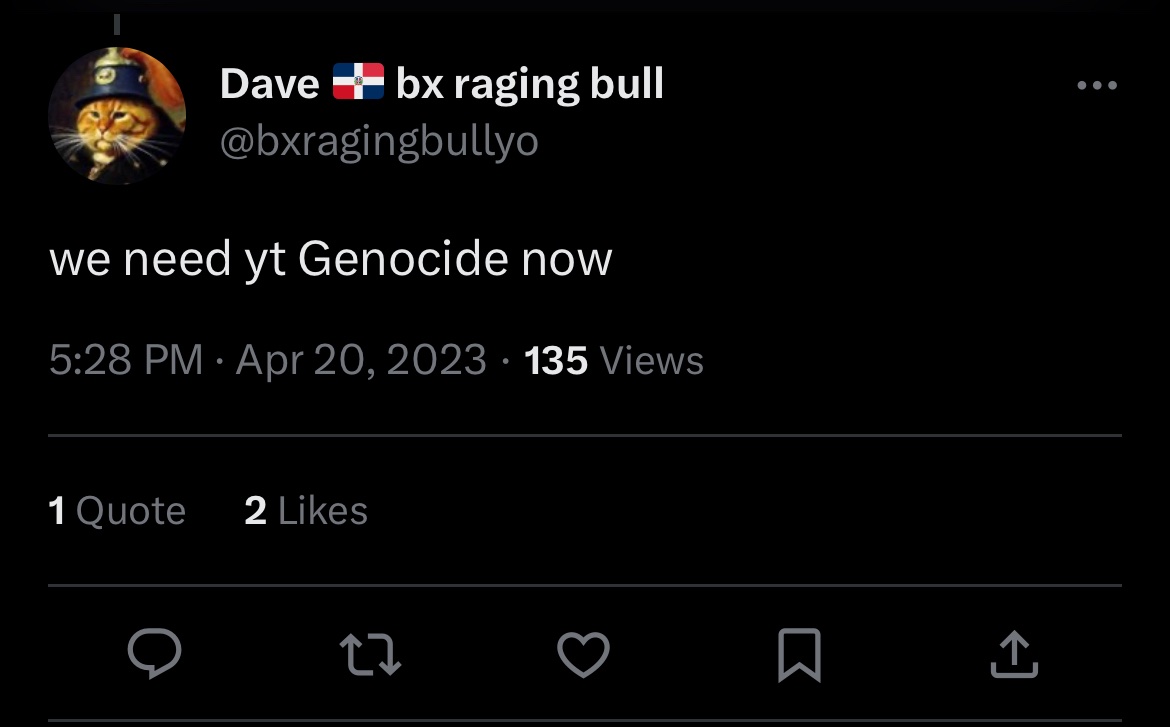 Dave 🇩🇴 bx raging bull
@bxragingbullyo
we need yt Genocide now
5:28 PM · Apr 20, 2023 · 135 Views
1 Quote 2 Likes